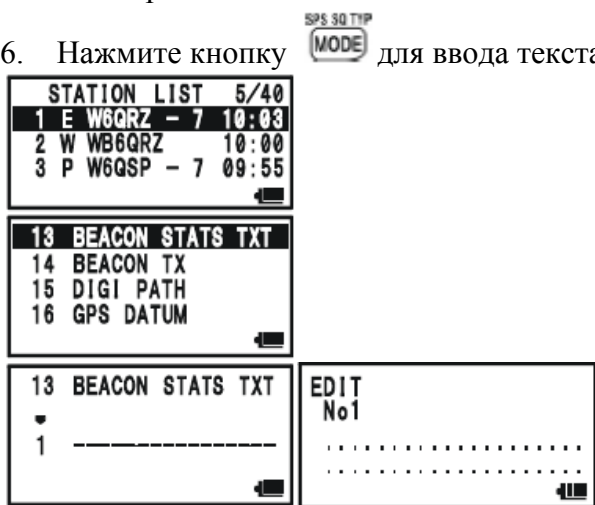 SPS SQ TYP
6. Нажмите кнопку MODE для ввода текста
STATION LIST 5/40
1 E W6QRZ - 7 10:03
2 W WB6QRZ 10:00
3 P W6QSP - 7 09:55
13 BEACON STATS TXT
14 BEACON TX
15 DIGI PATH
16 GPS DATUM
13 BEACON STATS TXT
1
EDIT
No1